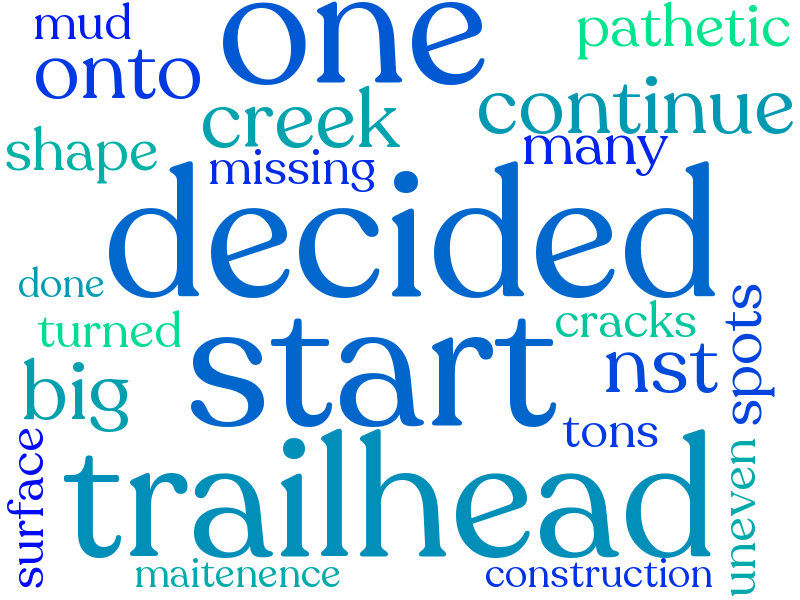 mud
one
pathetic
onto
creek
continue
shape
missing
many
decided
done
turned
start
cracks
spots
big
nst
tons
surface
trailhead
uneven
maitenence
construction